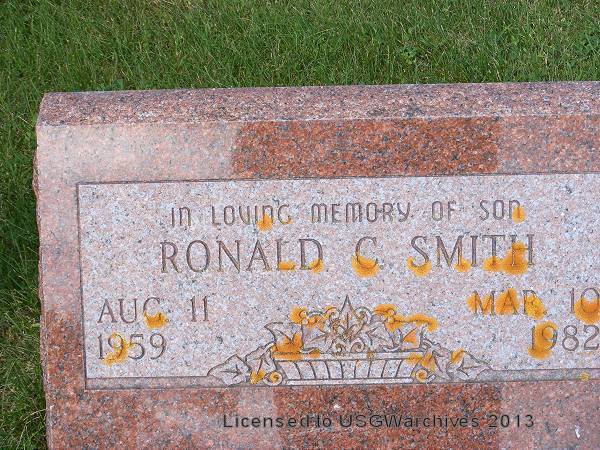 IN LOVING MEMORY OF SON
RONALD C. SMITH
AUG. 11
1959
MAR. 10
1982
Licensed to USGWarchives 2013